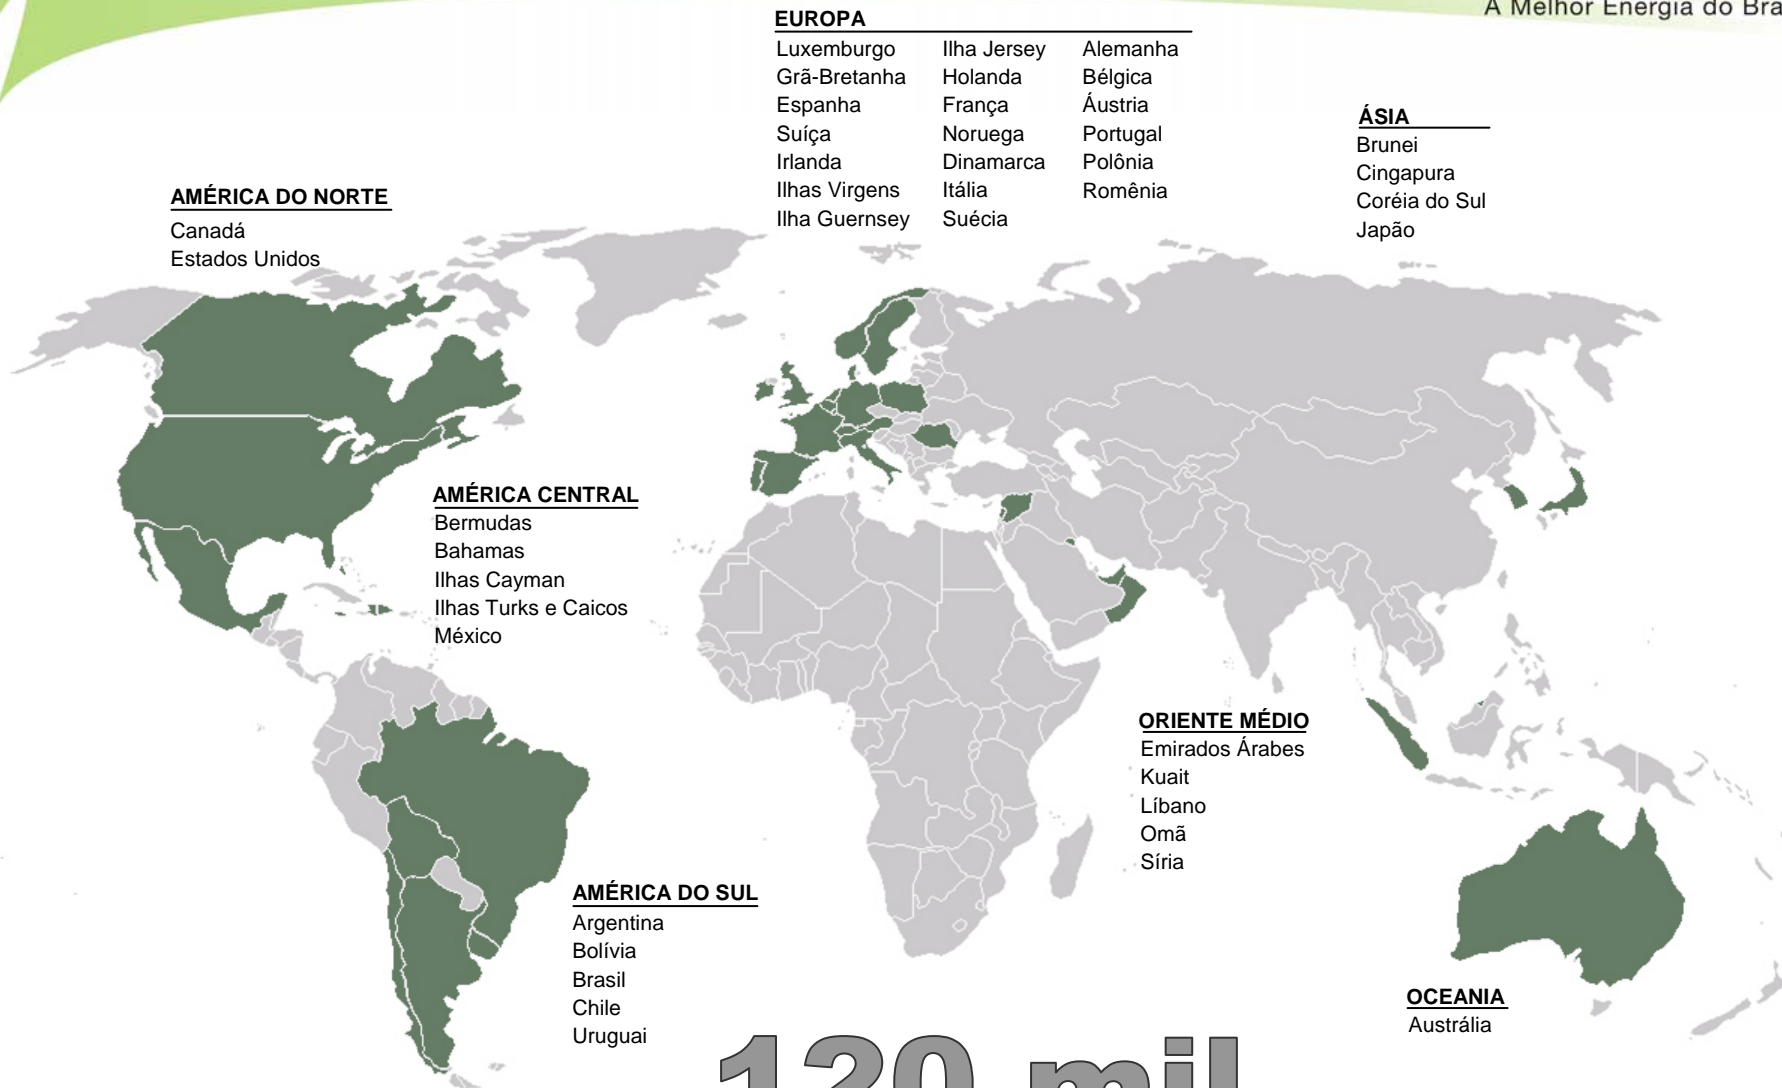 A Melhor Energia do Bra
EUROPA
Luxemburgo
Grã-Bretanha
Espanha
Suíça
Irlanda
Ilhas Virgens
Ilha Guernsey
Ilha Jersey
Holanda
França
Noruega
Dinamarca
Itália
Suécia
Alemanha
Bélgica
Áustria
Portugal
Polônia
Romênia
ÁSIA
Brunei
Cingapura
Coréia do Sul
Japão
AMÉRICA DO NORTE
Canadá
Estados Unidos
AMÉRICA CENTRAL
Bermudas
Bahamas
Ilhas Cayman
Ilhas Turks e Caicos
México
ORIENTE MÉDIO
Emirados Árabes
Kuait
Líbano
Omã
Síria
AMÉRICA DO SUL
Argentina
Bolívia
Brasil
Chile
Uruguai
OCEANIA
Austrália
120 mil